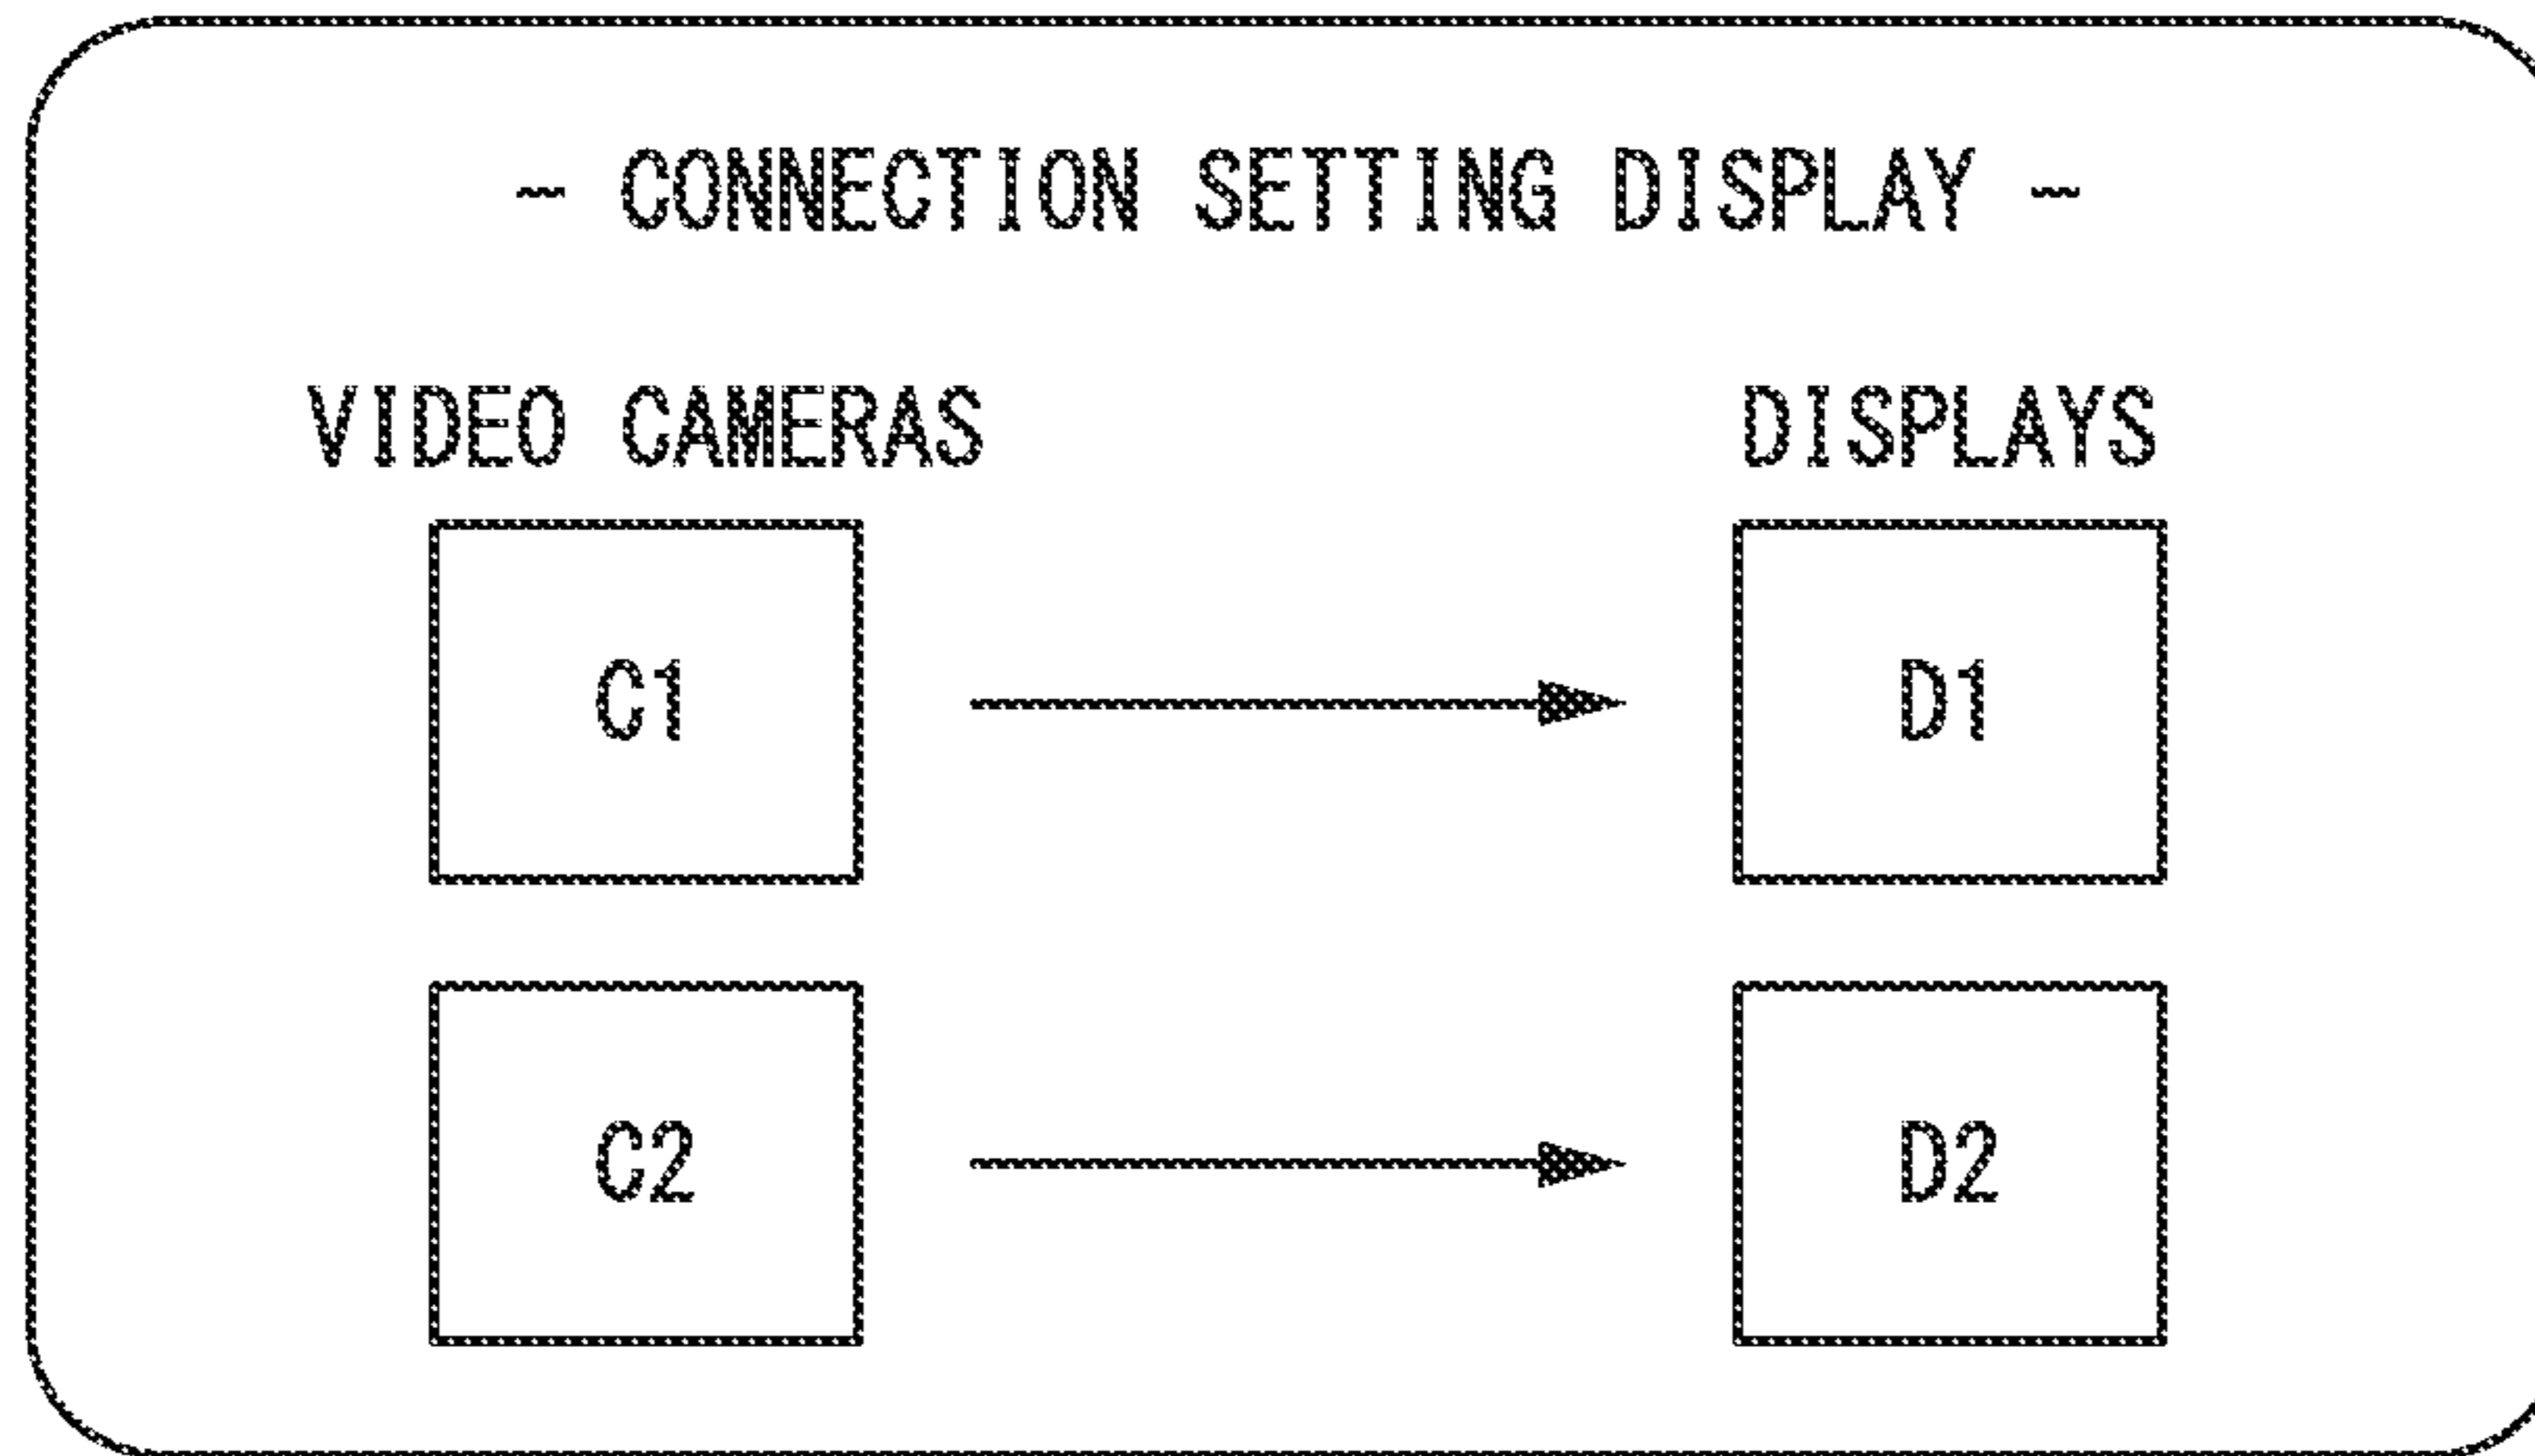 - CONNECTION SETTING DISPLAY -
VIDEO CAMERAS DISPLAYS
C1 D1
C2 D2